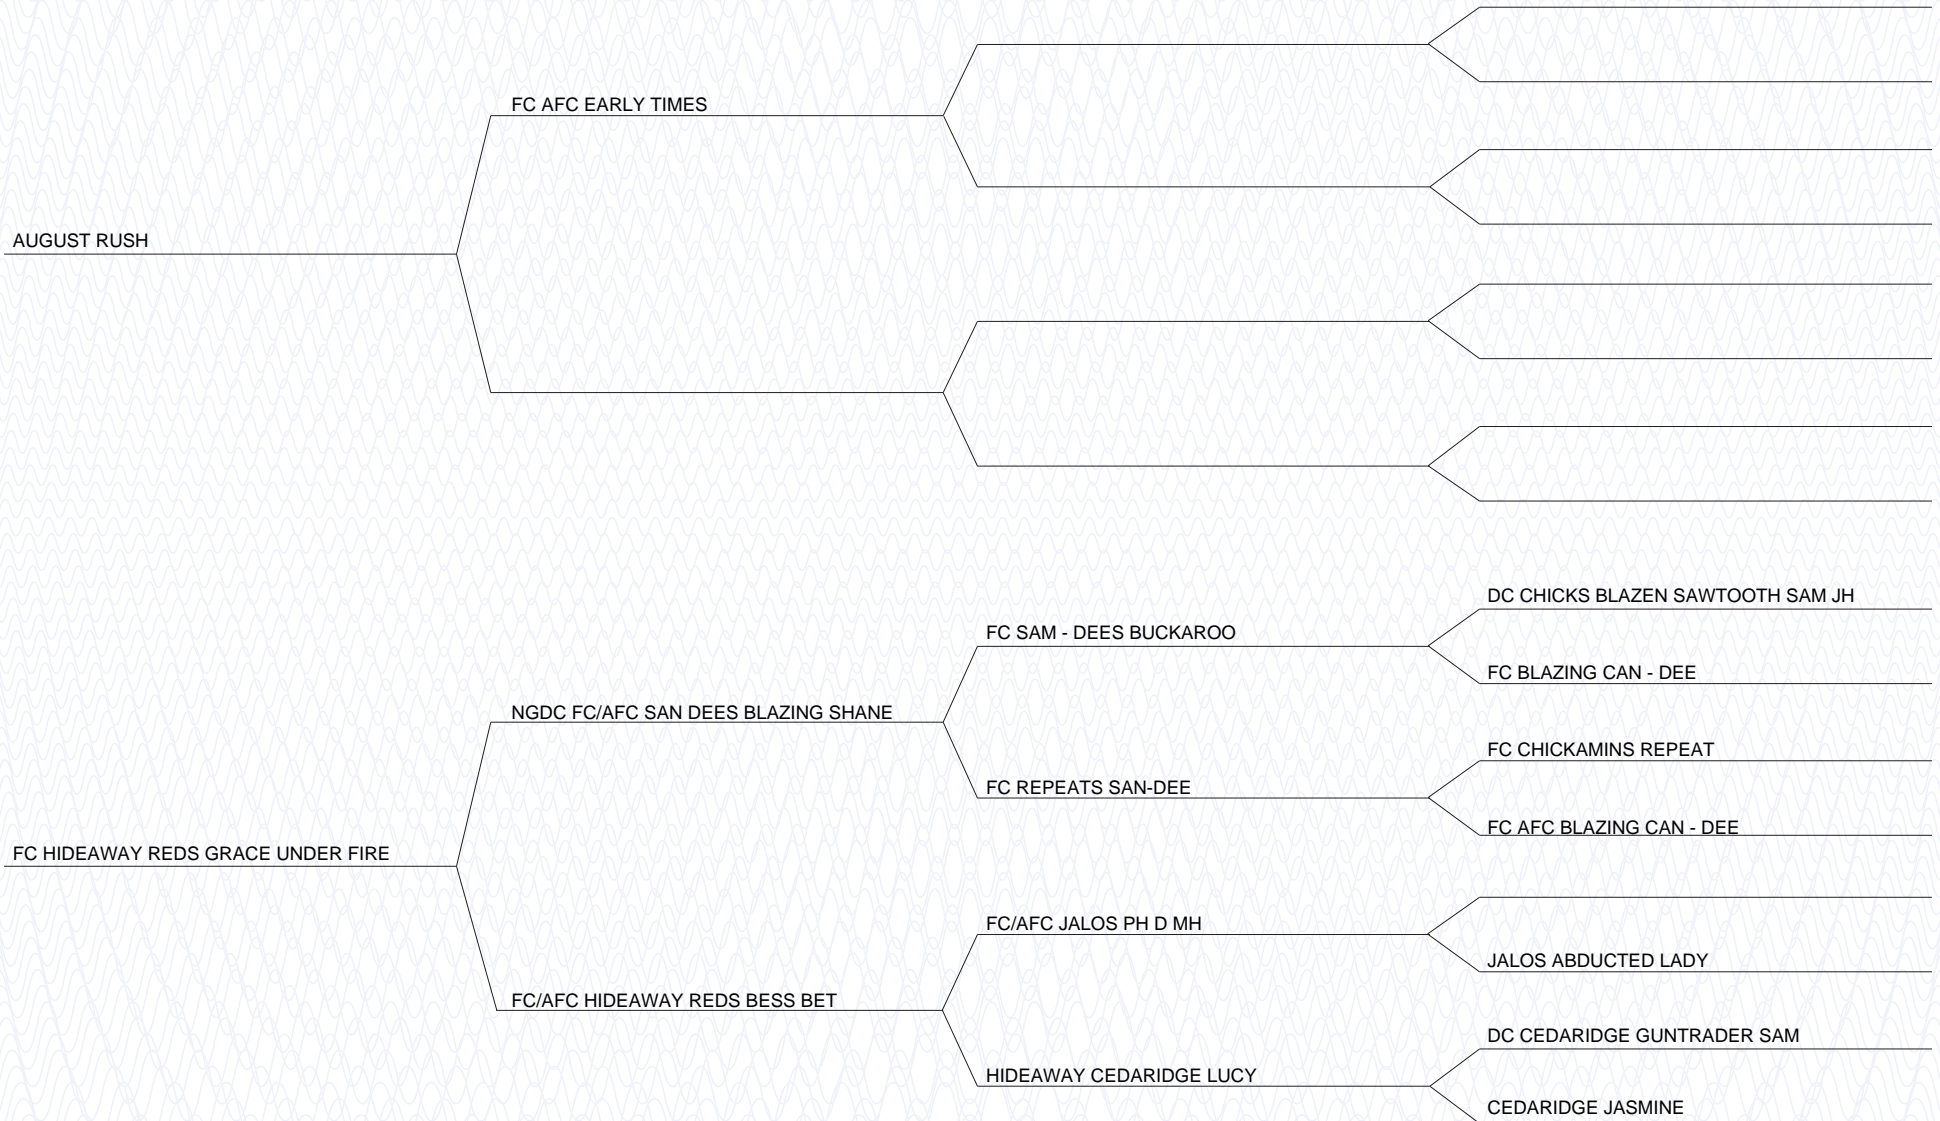 FC AFC EARLY TIMES
AUGUST RUSH
DC CHICKS BLAZEN SAWTOOTH SAM JH
FC SAM - DEES BUCKAROO
FC BLAZING CAN - DEE
NGDC FC/AFC SAN DEES BLAZING SHANE
FC CHICKAMINS REPEAT
FC REPEATS SAN-DEE
FC AFC BLAZING CAN - DEE
FC HIDEAWAY REDS GRACE UNDER FIRE
FC/AFC JALOS PH D MH
JALOS ABDUCTED LADY
FC/AFC HIDEAWAY REDS BESS BET
DC CEDARIDGE GUNTRADER SAM
HIDEAWAY CEDARIDGE LUCY
CEDARIDGE JASMINE